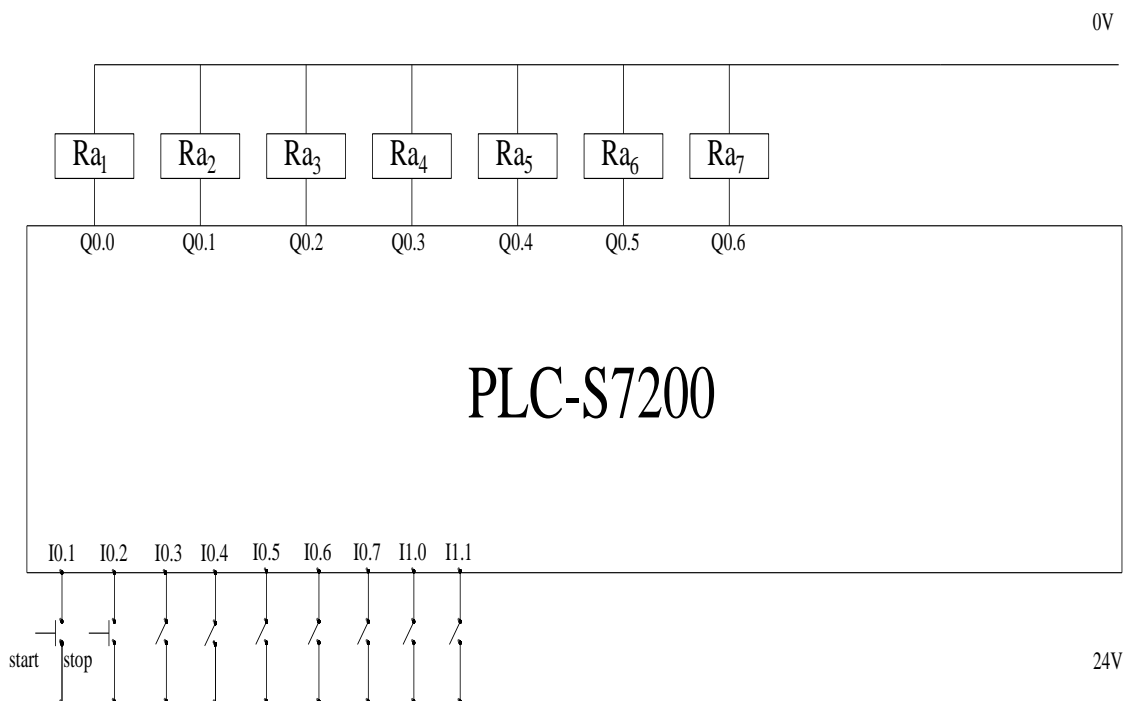 0V
Ra1 Ra2 Ra3 Ra4 Ra5 Ra6 Ra7
Q0.0 Q0.1 Q0.2 Q0.3 Q0.4 Q0.5 Q0.6
PLC-S7200
I0.1 I0.2 I0.3 I0.4 I0.5 I0.6 I0.7 I1.0 I1.1
start stop 24V